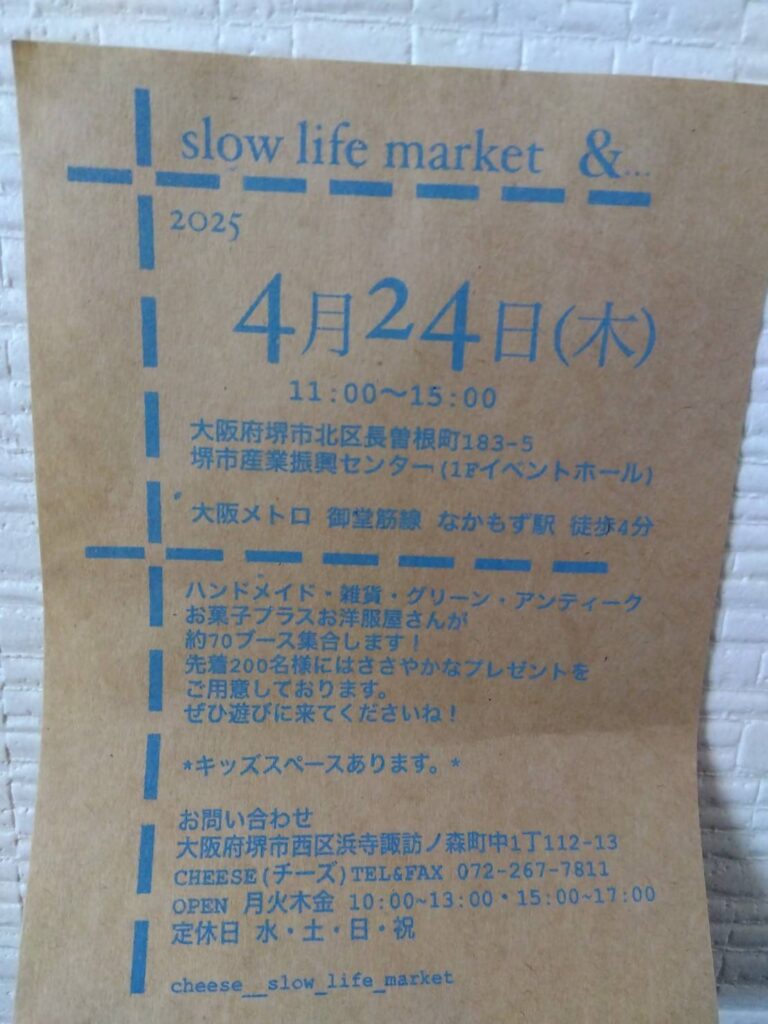 slow life market &...
2025
4月24日(木)
11:00〜15:00
大阪府堺市北区長曽根町183-5
堺市産業振興センター(1Fイベントホール)
大阪メトロ 御堂筋線 なかもず駅 徒歩4分
ハンドメイド・雑貨・グリーン・アンティーク
お菓子プラスお洋服屋さんが
約70ブース集合します！
先着200名様にはささやかなプレゼントを
ご用意しております。
ぜひ遊びに来てくださいね！
*キッズスペースあります。*
お問い合わせ
大阪府堺市西区浜寺諏訪ノ森町中1丁112-13
CHEESE(チーズ)TEL&FAX 072-267-7811
OPEN 月火木金 10:00~13:00・15:00~17:00
定休日 水・土・日・祝
cheese__slow_life_market